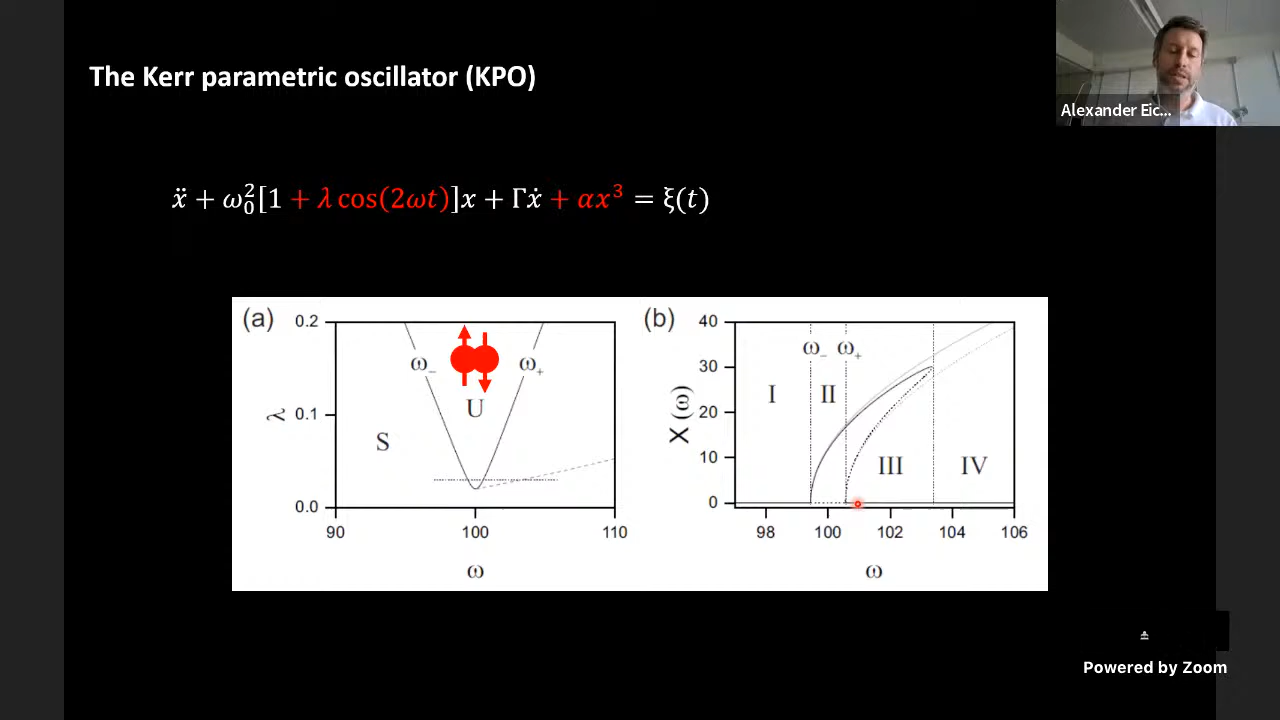 The Kerr parametric oscillator (KPO)
Alexander Eic...
ẍ + ω₀²[1 + λ cos(2ωt)]x + Γẋ + αx³ = ξ(t)
(a)
0.2
0.1
0.0
λ
ω₋
ω₊
U
S
90
100
110
ω
(b)
40
30
20
10
0
X (ω)
ω₋ ω₊
I
II
III
IV
98
100
102
104
106
ω
Powered by Zoom